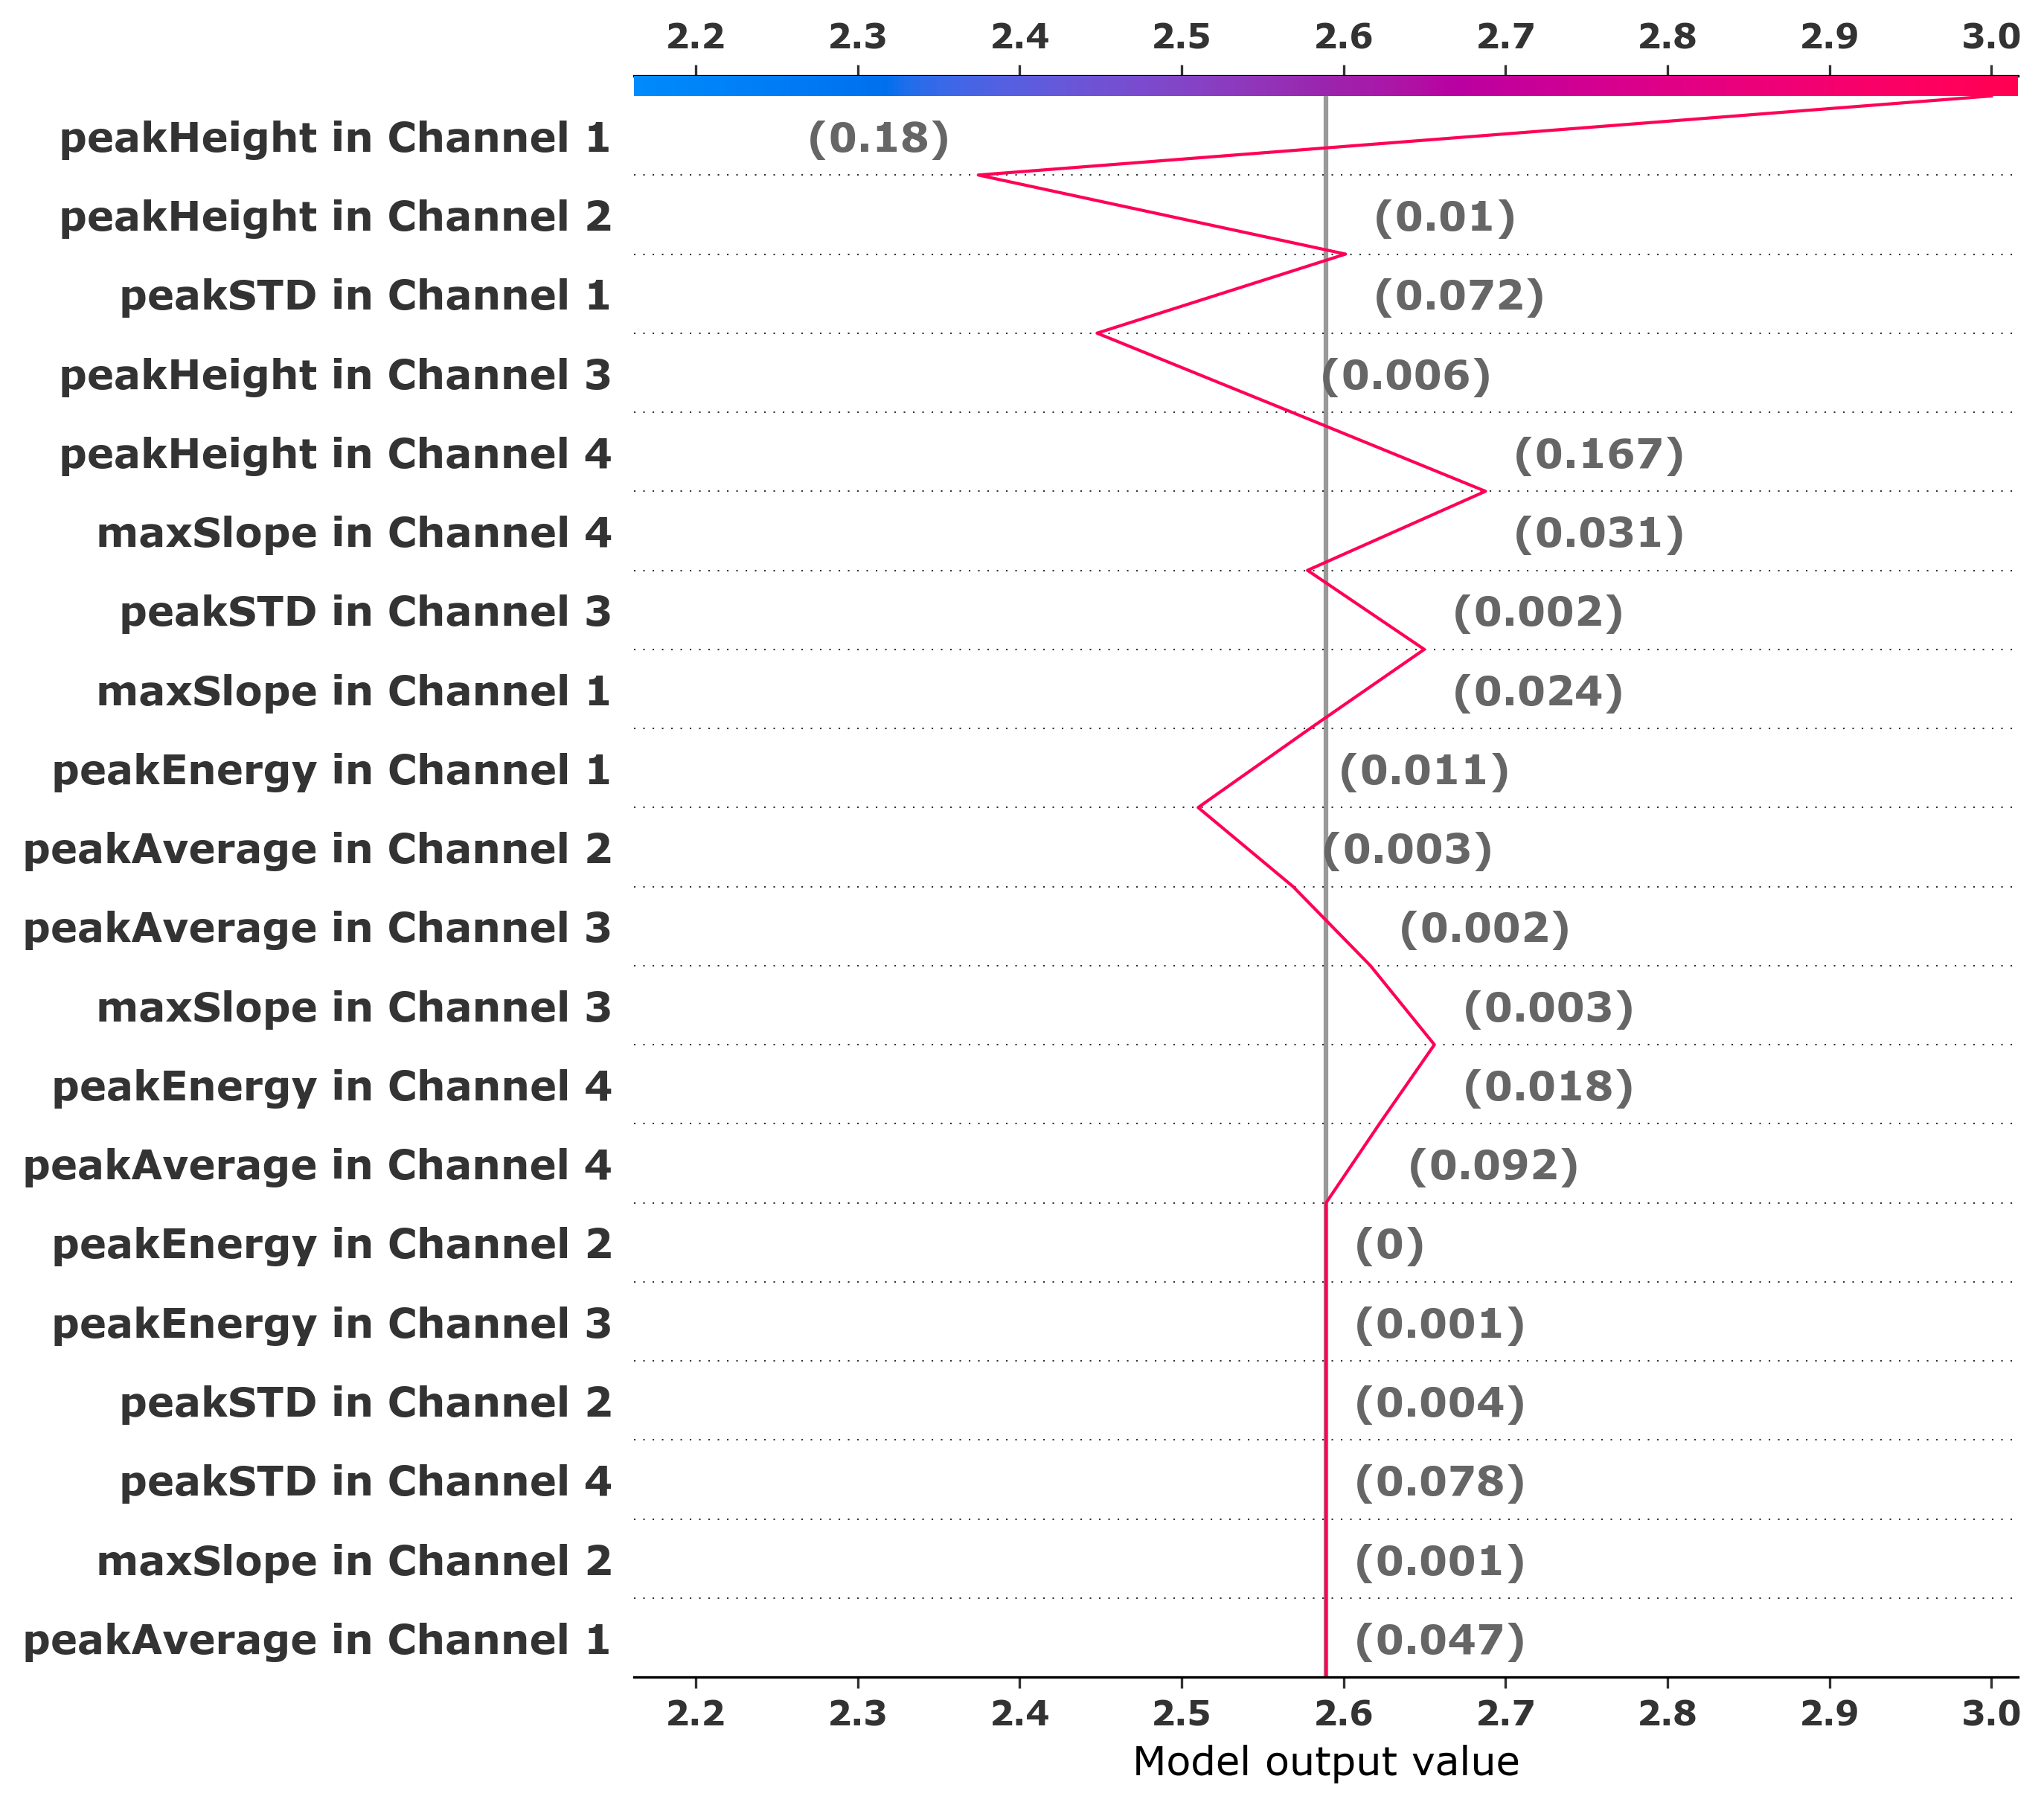 2.2 2.3 2.4 2.5 2.6 2.7 2.8 2.9 3.0
peakHeight in Channel 1 (0.18)
peakHeight in Channel 2 (0.01)
peakSTD in Channel 1 (0.072)
peakHeight in Channel 3 (0.006)
peakHeight in Channel 4 (0.167)
maxSlope in Channel 4 (0.031)
peakSTD in Channel 3 (0.002)
maxSlope in Channel 1 (0.024)
peakEnergy in Channel 1 (0.011)
peakAverage in Channel 2 (0.003)
peakAverage in Channel 3 (0.002)
maxSlope in Channel 3 (0.003)
peakEnergy in Channel 4 (0.018)
peakAverage in Channel 4 (0.092)
peakEnergy in Channel 2 (0)
peakEnergy in Channel 3 (0.001)
peakSTD in Channel 2 (0.004)
peakSTD in Channel 4 (0.078)
maxSlope in Channel 2 (0.001)
peakAverage in Channel 1 (0.047)
2.2 2.3 2.4 2.5 2.6 2.7 2.8 2.9 3.0
Model output value